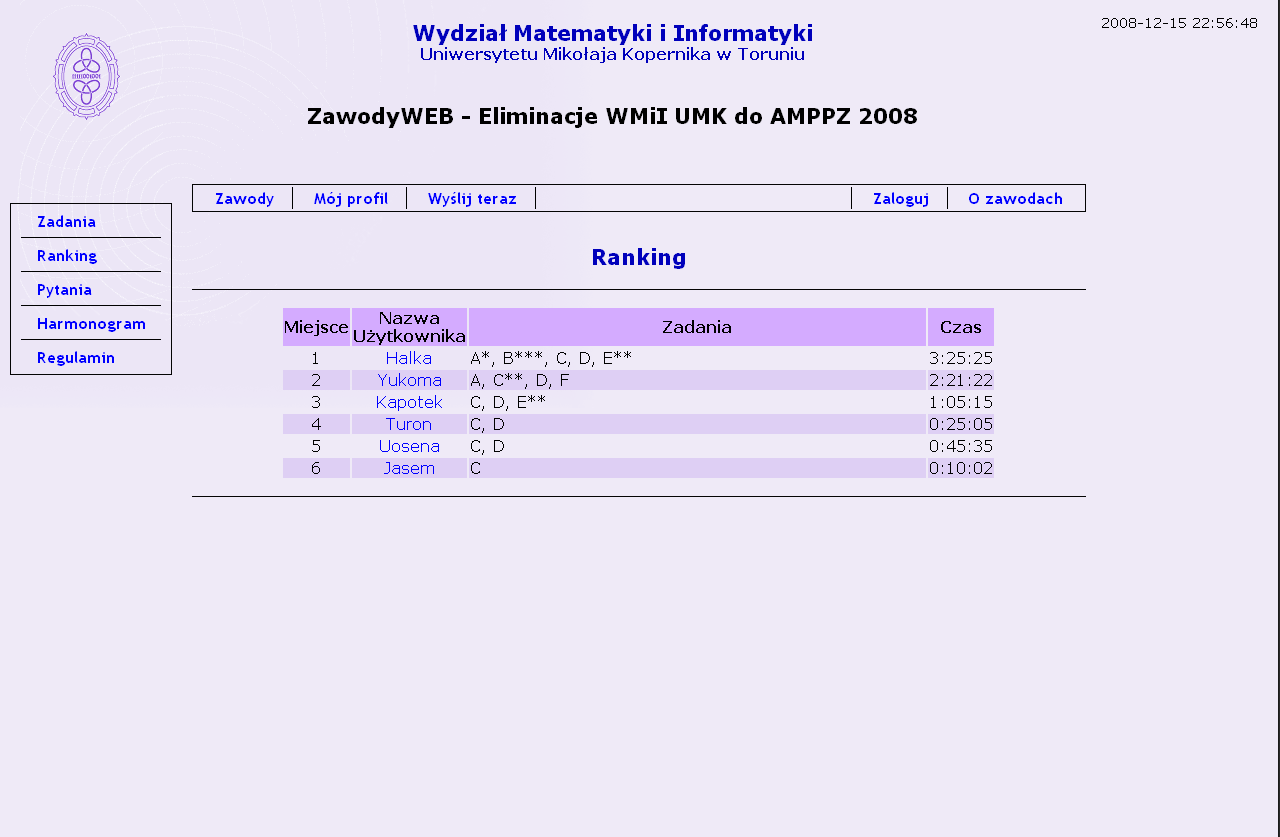 2008-12-15 22:56:48
Wydział Matematyki i Informatyki
Uniwersytetu Mikołaja Kopernika w Toruniu
ZawodyWEB - Eliminacje WMiI UMK do AMPPZ 2008
Zawody Mój profil Wyślij teraz Zaloguj O zawodach
Zadania
Ranking
Pytania
Harmonogram
Regulamin
Ranking
Miejsce Nazwa Użytkownika Zadania Czas
1 Halka A*, B***, C, D, E** 3:25:25
2 Yukoma A, C**, D, F 2:21:22
3 Kapotek C, D, E** 1:05:15
4 Turon C, D 0:25:05
5 Uosena C, D 0:45:35
6 Jasem C 0:10:02